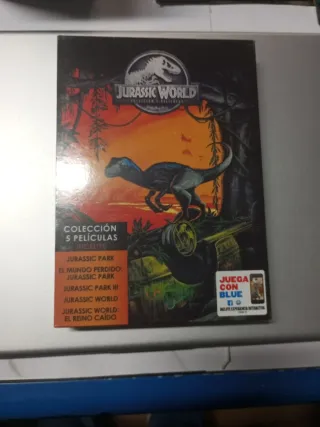 JURASSIC WORLD
COLECCIÓN
5 PELÍCULAS
JURASSIC PARK
EL MUNDO PERDIDO:
JURASSIC PARK
JURASSIC PARK III
JURASSIC WORLD
JURASSIC WORLD:
EL REINO CAÍDO
JUEGA
CON
BLUE